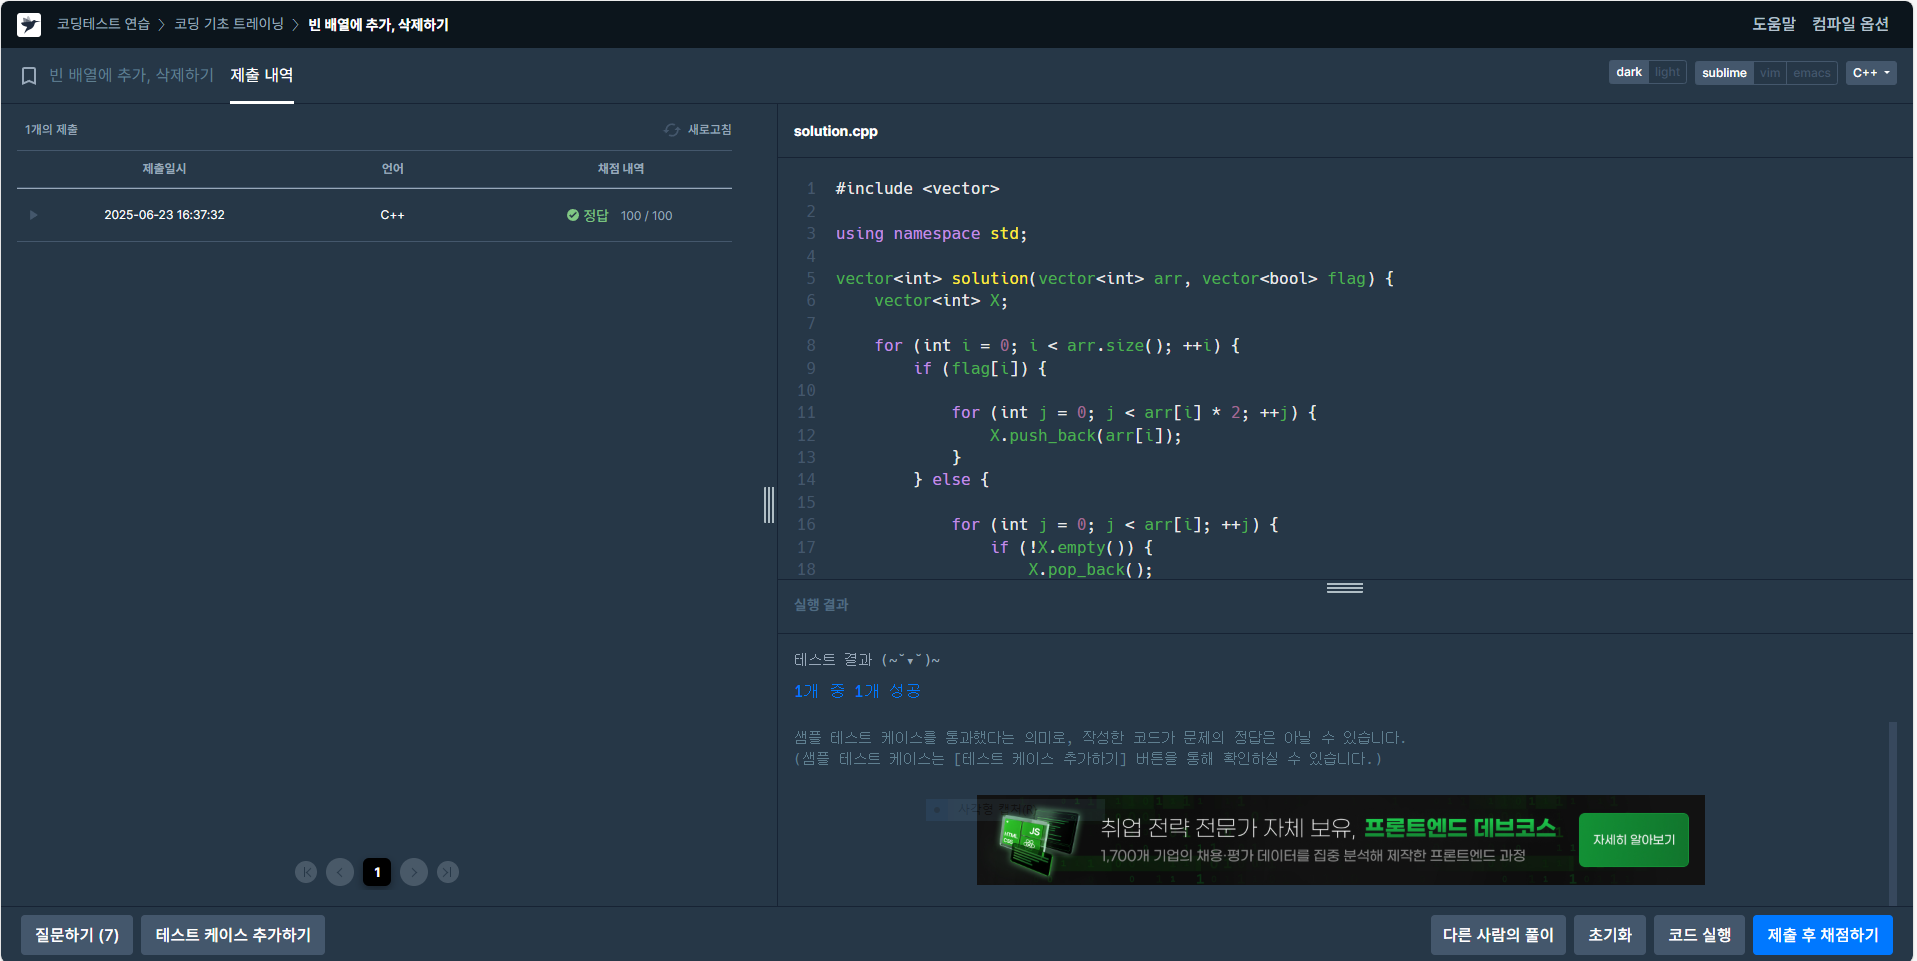 코딩테스트 연습 > 코딩 기초 트레이닝 > 빈 배열에 추가, 삭제하기
도움말 컴파일 옵션
빈 배열에 추가, 삭제하기 제출 내역
dark light sublime vim emacs C++
1개의 제출 새로고침
제출일시 언어 채점 내역
2025-06-23 16:37:32 C++ 정답 100 / 100
solution.cpp
1 #include <vector>
2
3 using namespace std;
4
5 vector<int> solution(vector<int> arr, vector<bool> flag) {
6     vector<int> X;
7
8     for (int i = 0; i < arr.size(); ++i) {
9         if (flag[i]) {
10
11             for (int j = 0; j < arr[i] * 2; ++j) {
12                 X.push_back(arr[i]);
13             }
14         } else {
15
16             for (int j = 0; j < arr[i]; ++j) {
17                 if (!X.empty()) {
18                     X.pop_back();
실행 결과
테스트 결과 (~˘▾˘)~
1개 중 1개 성공
샘플 테스트 케이스를 통과했다는 의미로, 작성한 코드가 문제의 정답은 아닐 수 있습니다.
(샘플 테스트 케이스는 [테스트 케이스 추가하기] 버튼을 통해 확인하실 수 있습니다.)
HTML
CSS
JS
취업 전략 전문가 자체 보유, 프론트엔드 데브코스
1,700개 기업의 채용·평가 데이터를 집중 분석해 제작한 프론트엔드 과정
자세히 알아보기
1
질문하기 (7) 테스트 케이스 추가하기
다른 사람의 풀이 초기화 코드 실행 제출 후 채점하기